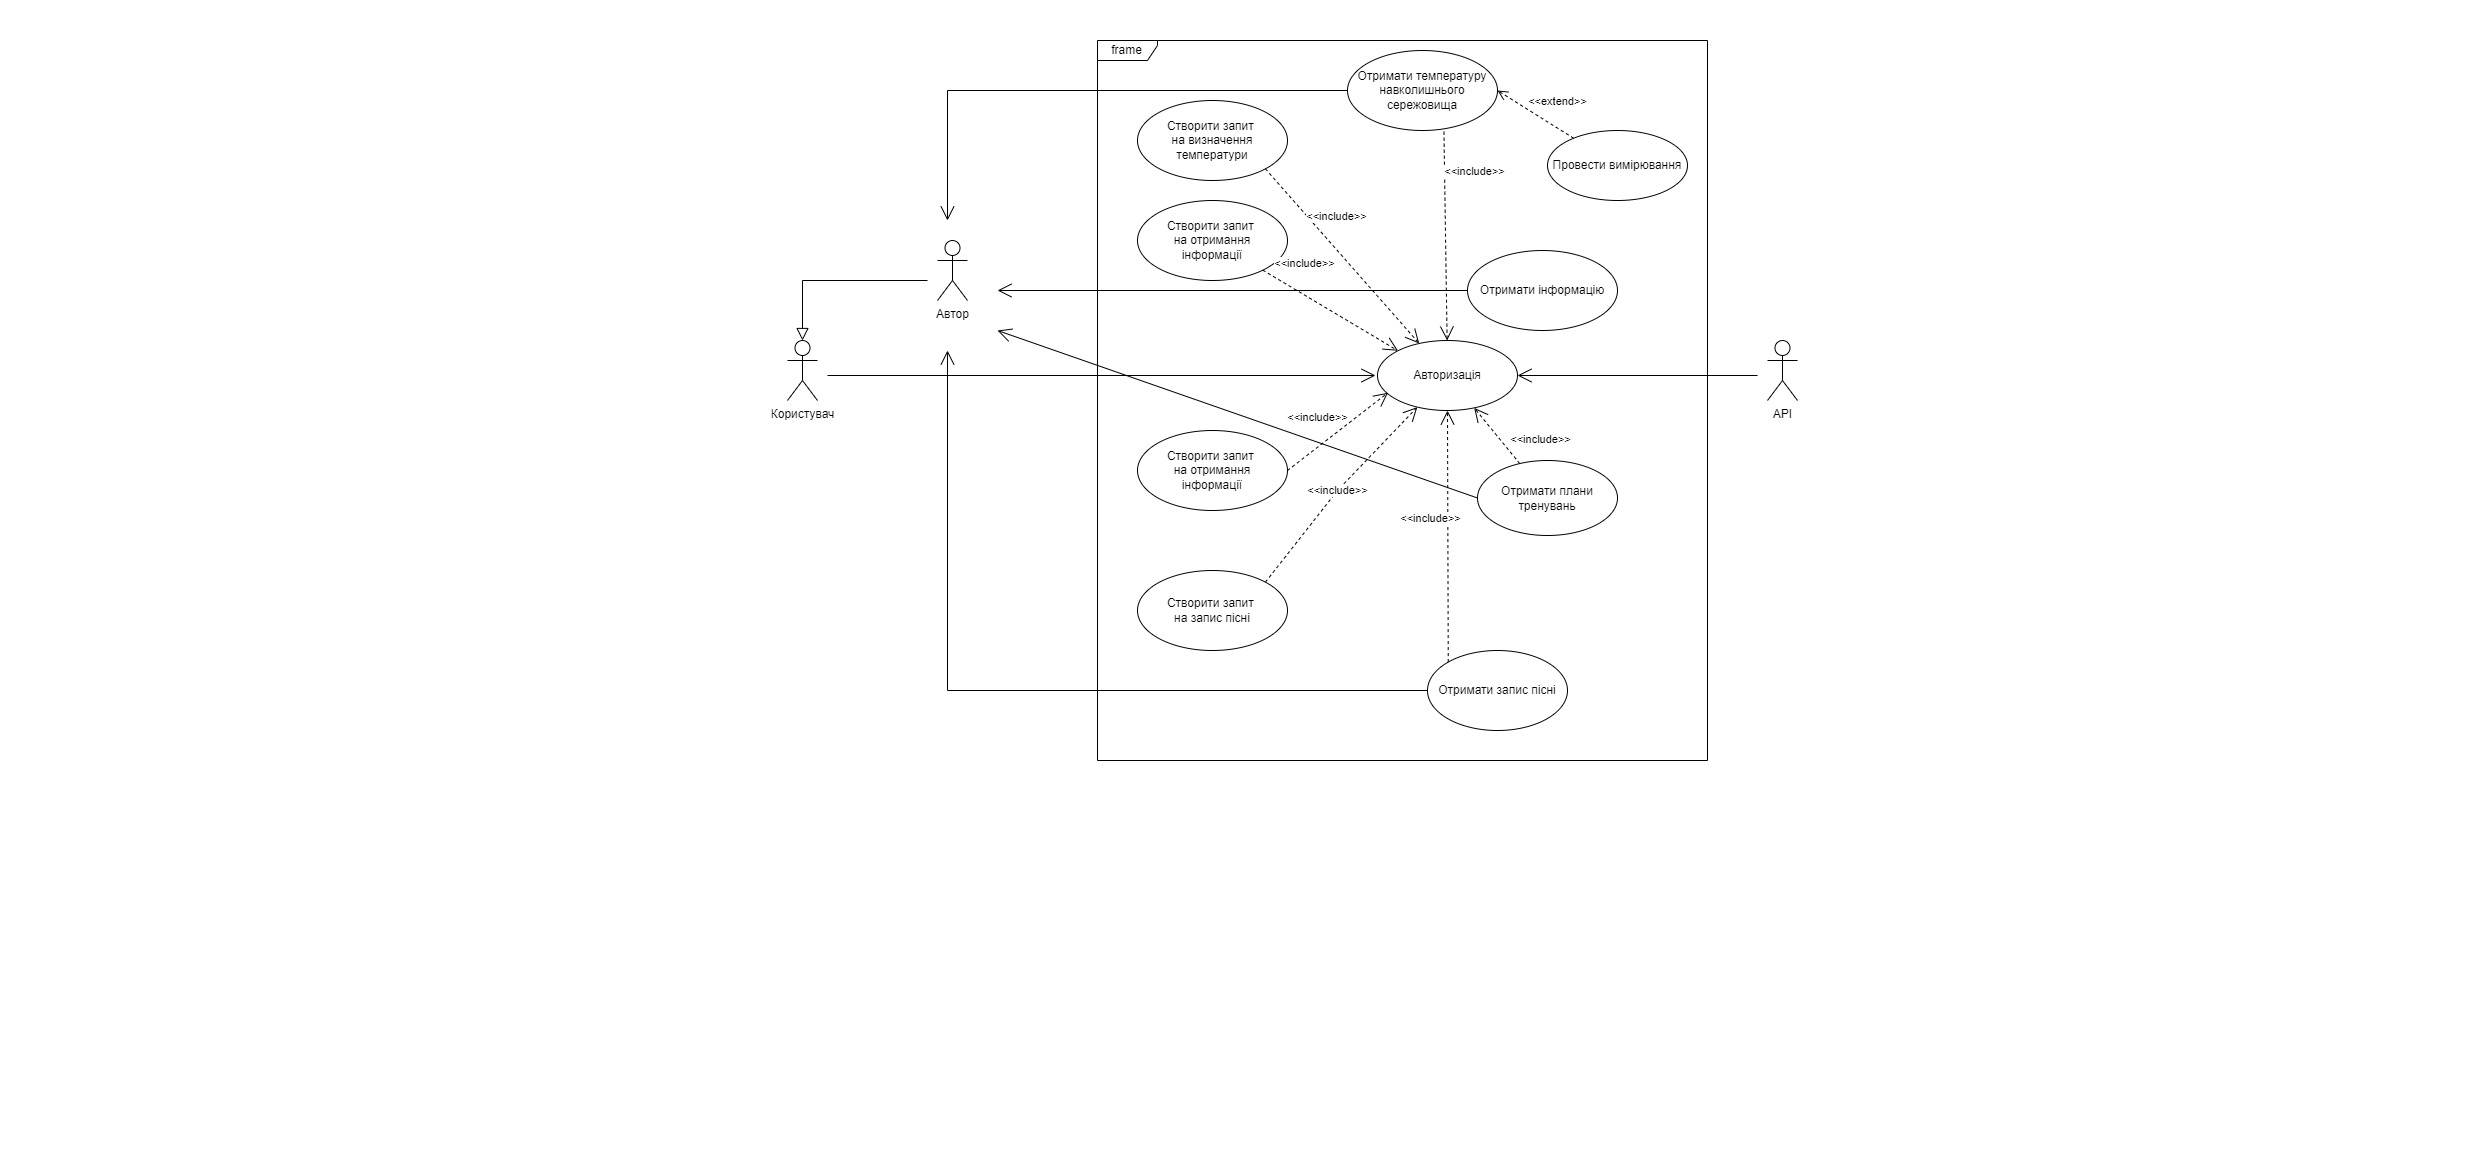 frame
Отримати температуру
навколишнього
сережовища
<<extend>>
Створити запит
на визначення
температури
Провести вимірювання
<<include>>
<<include>>
Створити запит
на отримання
інформації
<<include>>
Отримати інформацію
Автор
Авторизація
Користувач
API
<<include>>
<<include>>
Створити запит
на отримання
інформації
<<include>>
Отримати плани
тренувань
<<include>>
Створити запит
на запис пісні
Отримати запис пісні